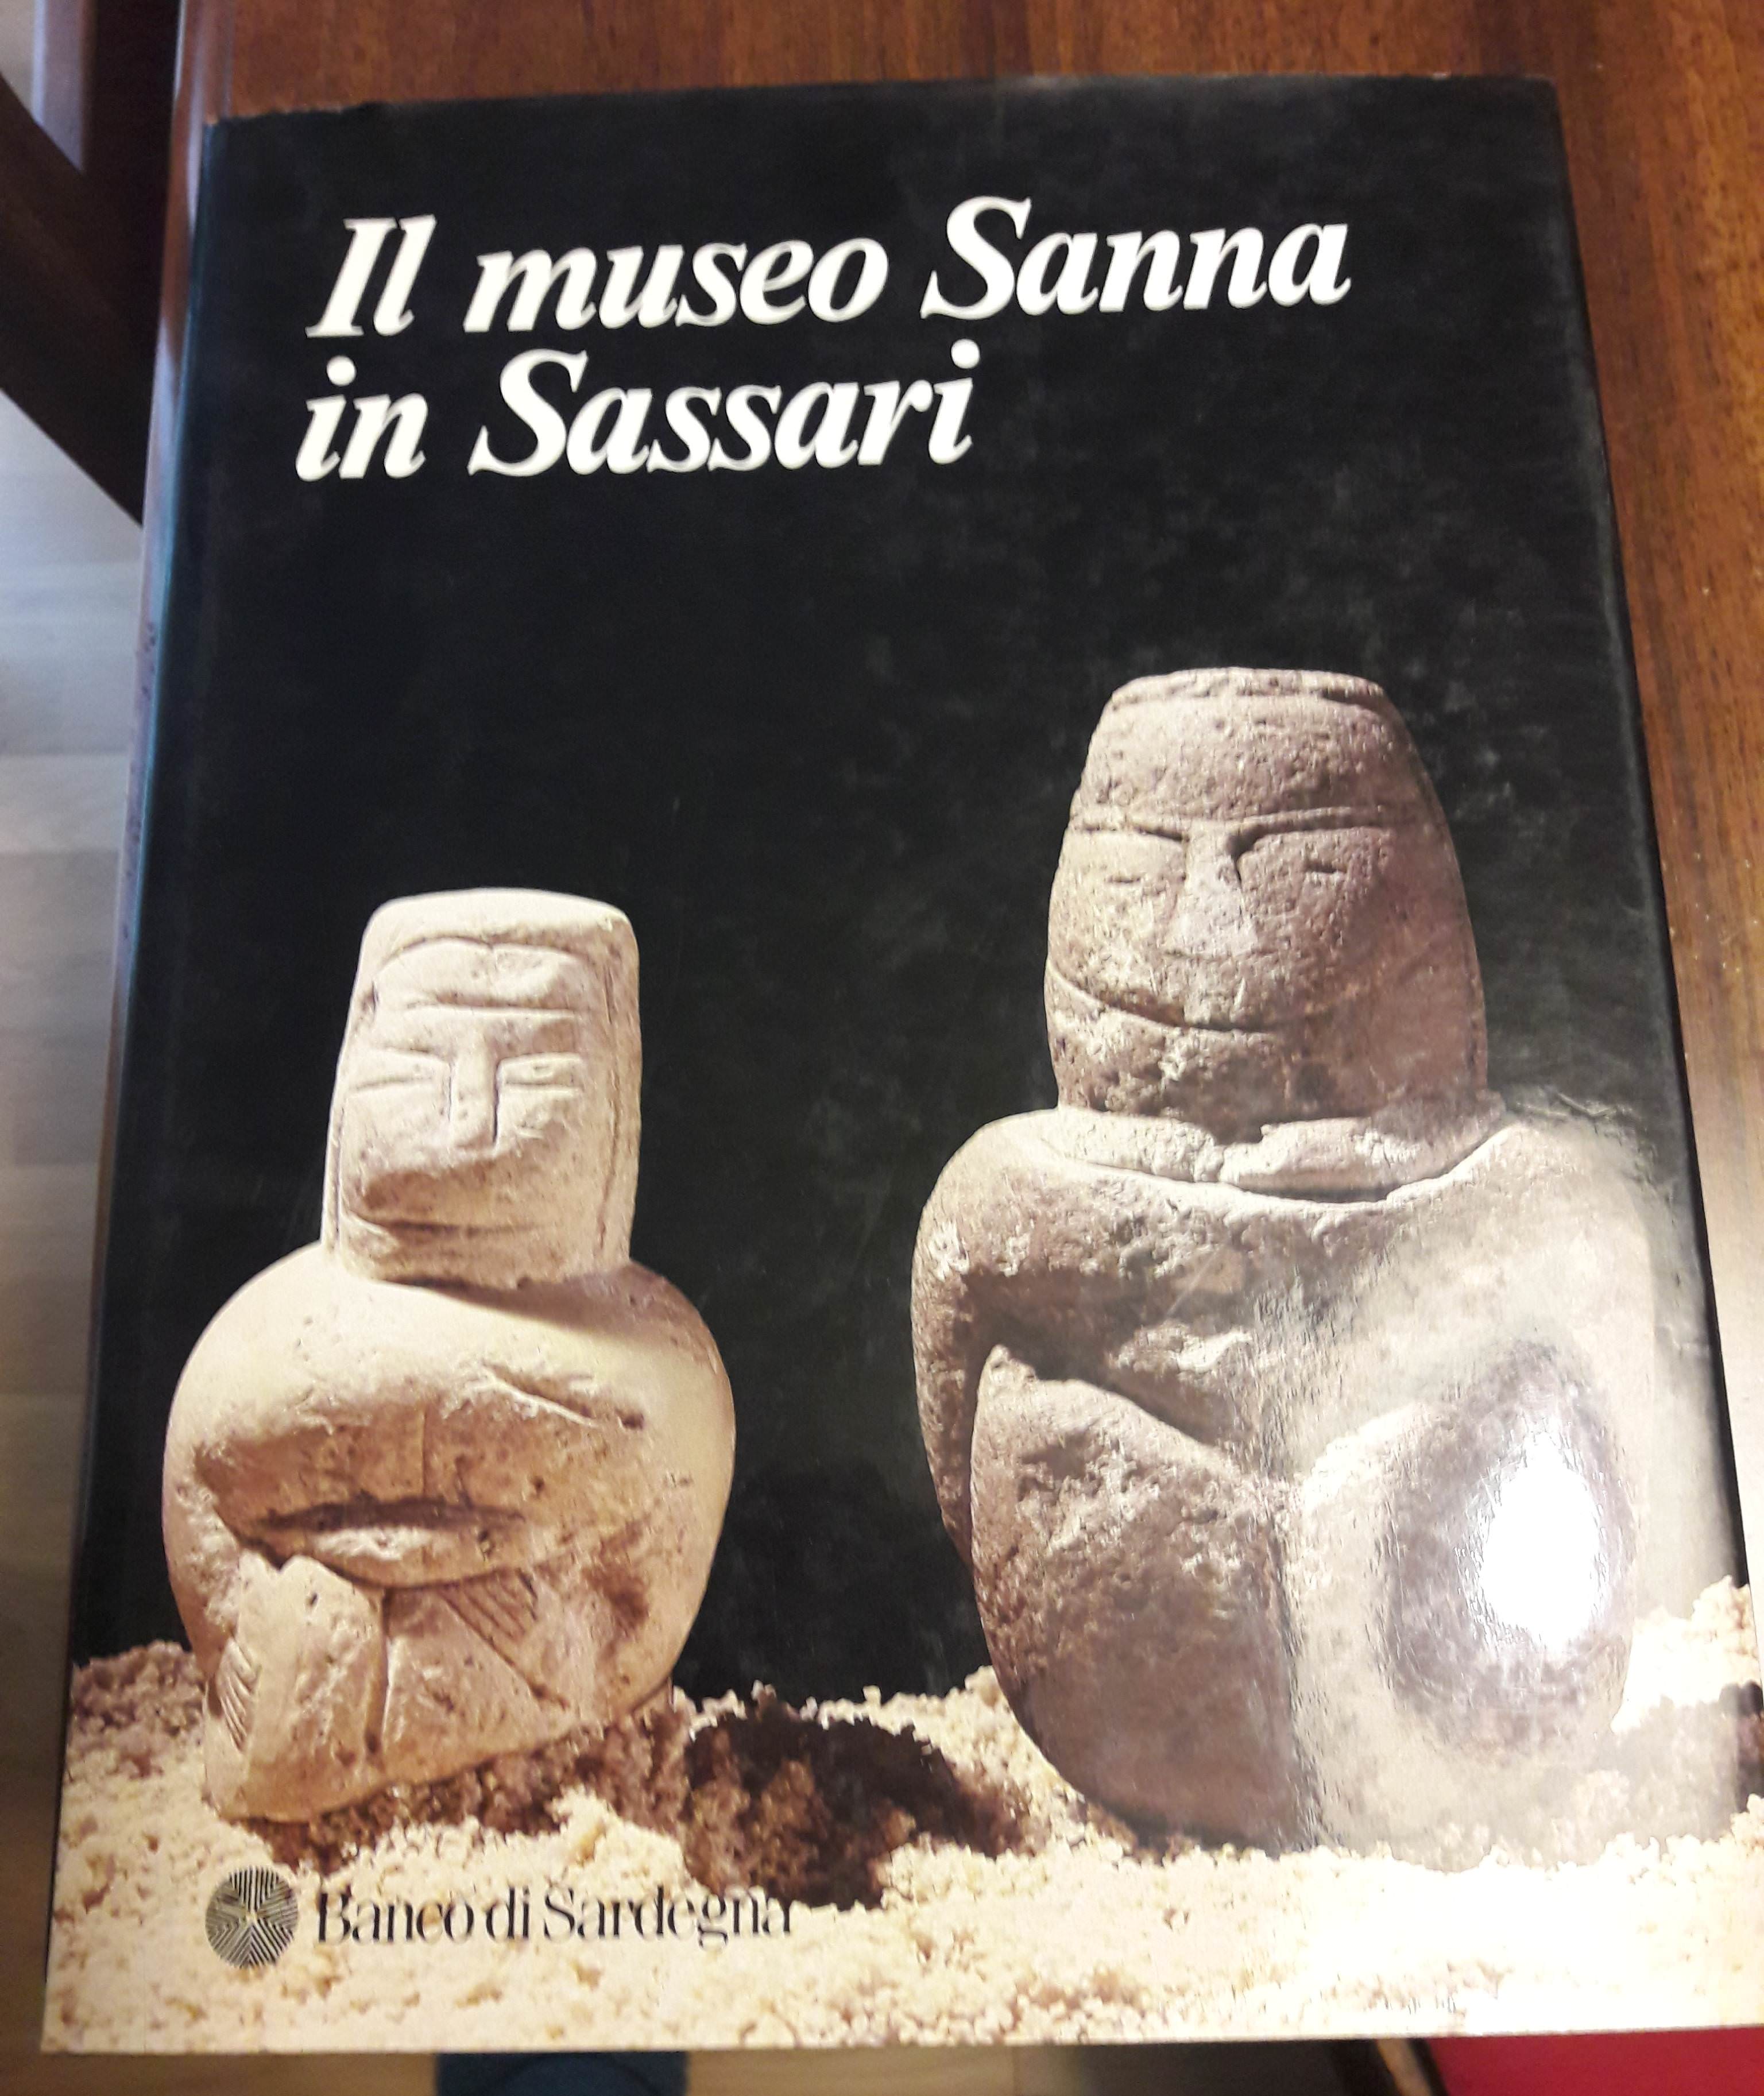 Il museo Sanna
in Sassari
Banco di Sardegna